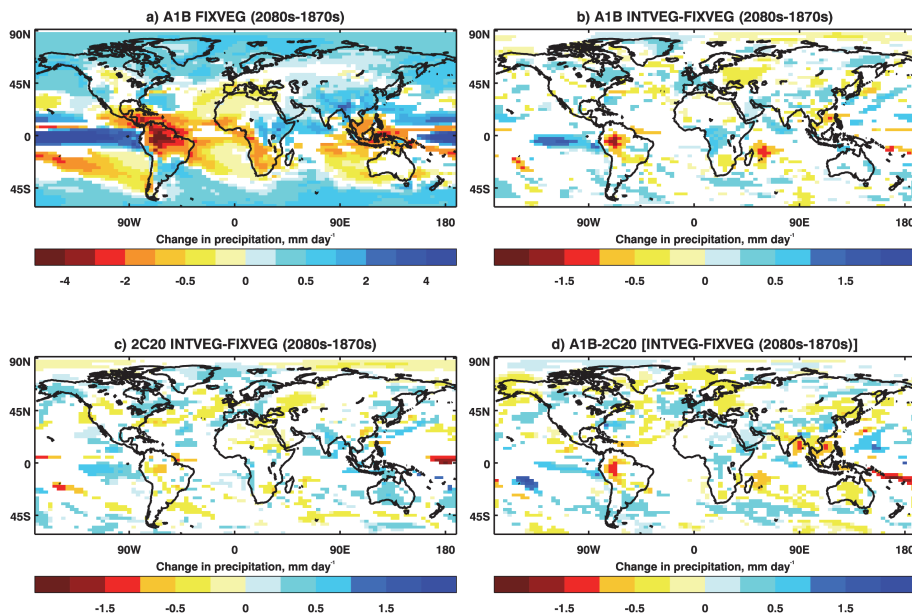 a) A1B FIXVEG (2080s-1870s)
90N
45N
0
45S
90W 0 90E 180
Change in precipitation, mm day⁻¹
-4 -2 -0.5 0 0.5 2 4
b) A1B INTVEG-FIXVEG (2080s-1870s)
90N
45N
0
45S
90W 0 90E 180
Change in precipitation, mm day⁻¹
-1.5 -0.5 0 0.5 1.5
c) 2C20 INTVEG-FIXVEG (2080s-1870s)
90N
45N
0
45S
90W 0 90E 180
Change in precipitation, mm day⁻¹
-1.5 -0.5 0 0.5 1.5
d) A1B-2C20 [INTVEG-FIXVEG (2080s-1870s)]
90N
45N
0
45S
90W 0 90E 180
Change in precipitation, mm day⁻¹
-1.5 -0.5 0 0.5 1.5